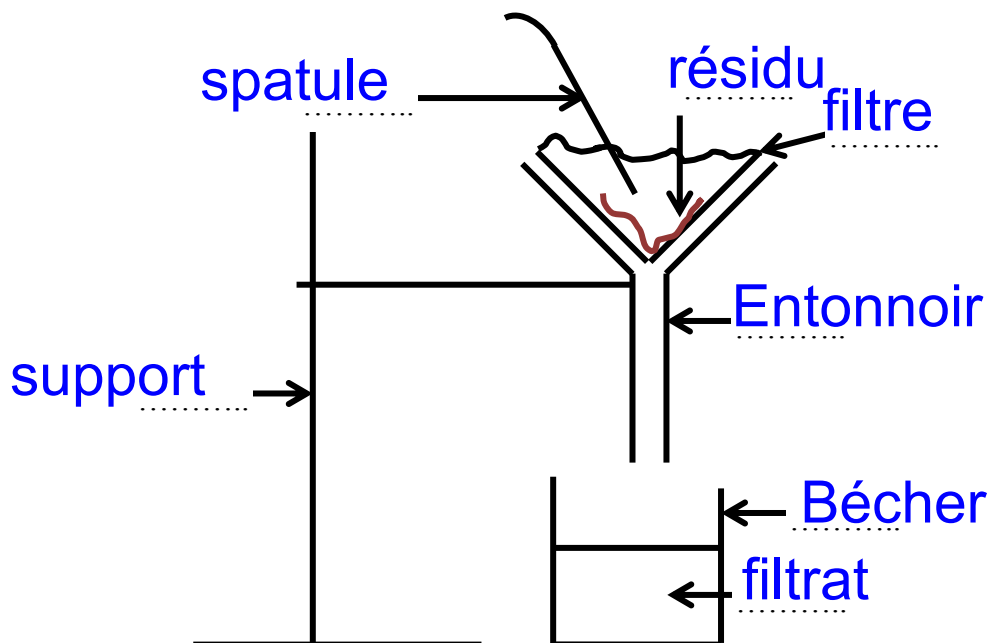 spatule
résidu
filtre
Entonnoir
support
Bécher
filtrat